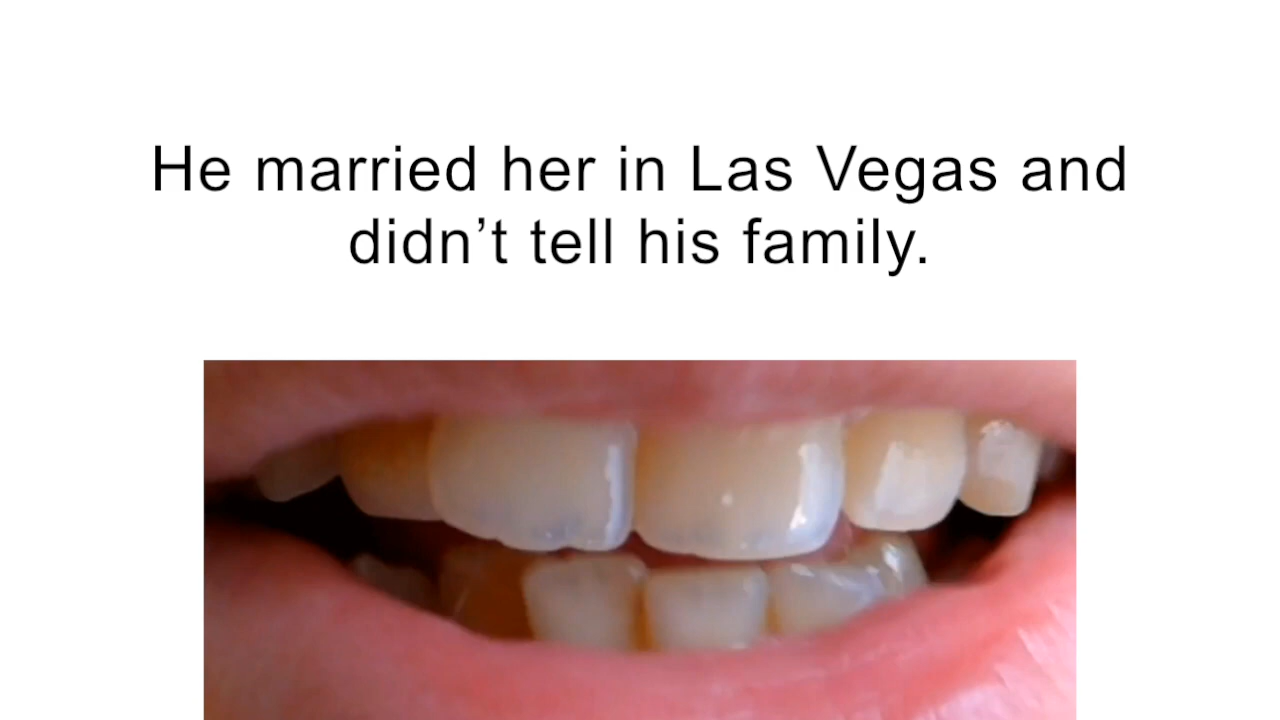 He married her in Las Vegas and
didn’t tell his family.